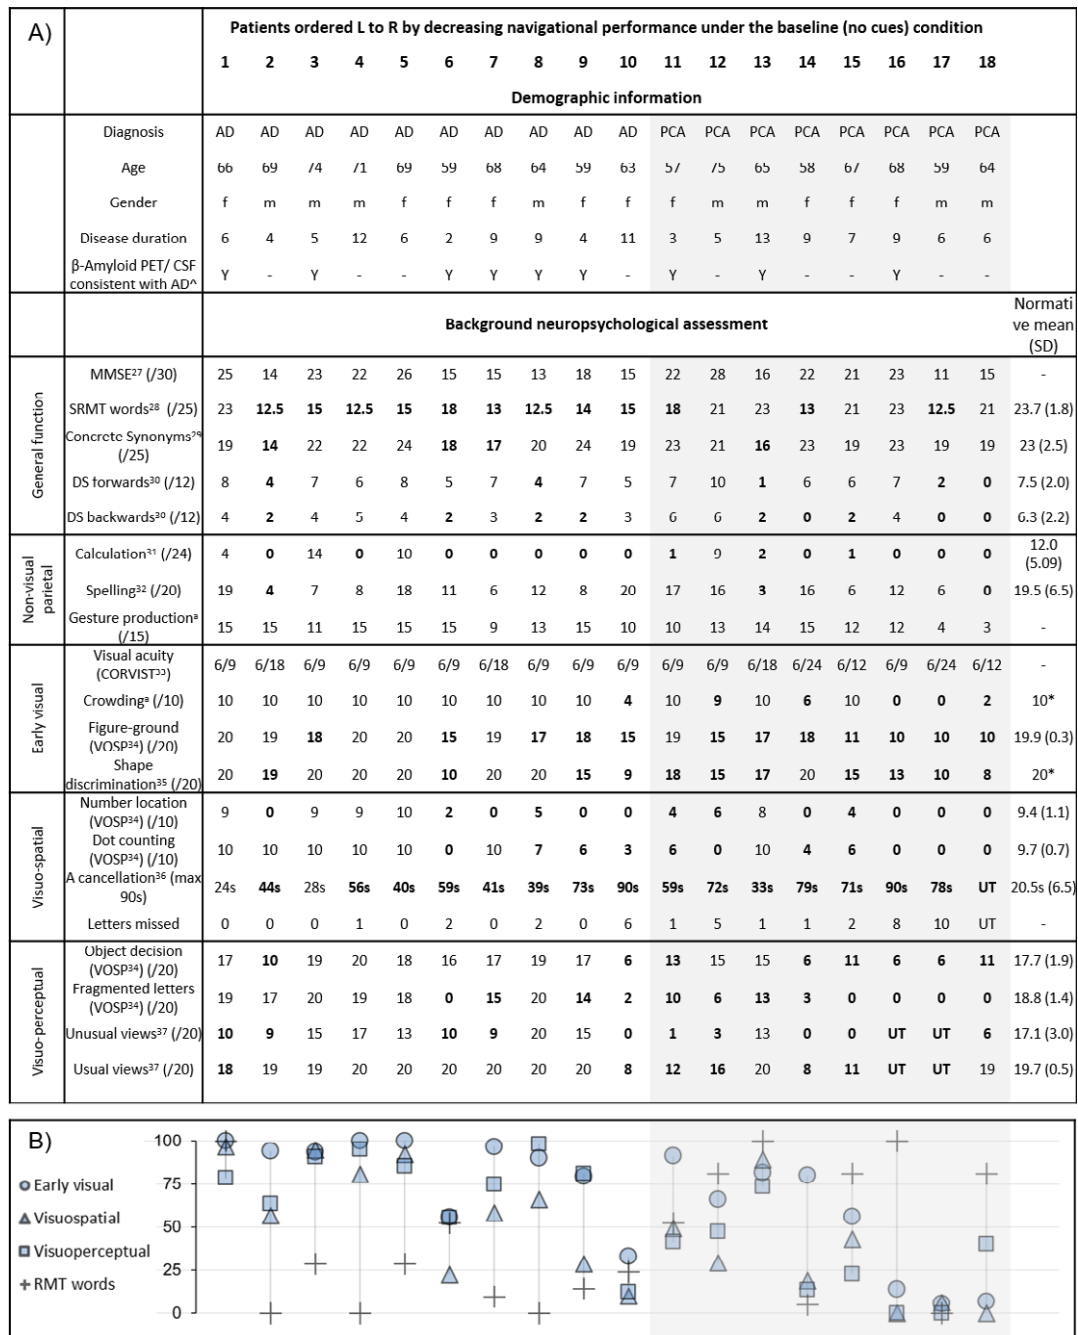 A)
Patients ordered L to R by decreasing navigational performance under the baseline (no cues) condition
1 2 3 4 5 6 7 8 9 10 11 12 13 14 15 16 17 18
Demographic information
Diagnosis AD AD AD AD AD AD AD AD AD AD PCA PCA PCA PCA PCA PCA PCA PCA
Age 66 69 74 71 69 59 68 64 59 63 57 75 65 58 67 68 59 64
Gender f m m m f f f m f f f m m f f f m m
Disease duration 6 4 5 12 6 2 9 9 4 11 3 5 13 9 7 9 6 6
β-Amyloid PET/ CSF
consistent with AD^ Y - Y - - Y Y Y Y - Y - Y - - Y - -
Background neuropsychological assessment
Normati
ve mean
(SD)
General function
MMSE²⁷ (/30) 25 14 23 22 26 15 15 13 18 15 22 28 16 22 21 23 11 15 -
SRMT words²⁸ (/25) 23 12.5 15 12.5 15 18 13 12.5 14 15 18 21 23 13 21 23 12.5 21 23.7 (1.8)
Concrete Synonyms²⁹
(/25) 19 14 22 22 24 18 17 20 24 19 23 21 16 23 19 23 19 19 23 (2.5)
DS forwards³⁰ (/12) 8 4 7 6 8 5 7 4 7 5 7 10 1 6 6 7 2 0 7.5 (2.0)
DS backwards³⁰ (/12) 4 2 4 5 4 2 3 2 2 3 6 6 2 0 2 4 0 0 6.3 (2.2)
Non-visual
parietal
Calculation³¹ (/24) 4 0 14 0 10 0 0 0 0 0 1 9 2 0 1 0 0 0 12.0
(5.09)
Spelling³² (/20) 19 4 7 8 18 11 6 12 8 20 17 16 3 16 6 12 6 0 19.5 (6.5)
Gesture productionᵃ
(/15) 15 15 11 15 15 15 9 13 15 10 10 13 14 15 12 12 4 3 -
Early visual
Visual acuity
(CORVIST³³) 6/9 6/18 6/9 6/9 6/9 6/9 6/18 6/9 6/9 6/9 6/9 6/9 6/18 6/24 6/12 6/9 6/24 6/12 -
Crowdingᵃ (/10) 10 10 10 10 10 10 10 10 10 4 10 9 10 6 10 0 0 2 10*
Figure-ground
(VOSP³⁴) (/20) 20 19 18 20 20 15 19 17 18 15 19 15 17 18 11 10 10 10 19.9 (0.3)
Shape
discrimination³⁵ (/20) 20 19 20 20 20 10 20 20 15 9 18 15 17 20 15 13 10 8 20*
Visuo-spatial
Number location
(VOSP³⁴) (/10) 9 0 9 9 10 2 0 5 0 0 4 6 8 0 4 0 0 0 9.4 (1.1)
Dot counting
(VOSP³⁴) (/10) 10 10 10 10 10 0 10 7 6 3 6 0 10 4 6 0 0 0 9.7 (0.7)
A cancellation³⁶ (max
90s) 24s 44s 28s 56s 40s 59s 41s 39s 73s 90s 59s 72s 33s 79s 71s 90s 78s UT 20.5s (6.5)
Letters missed 0 0 0 1 0 2 0 2 0 6 1 5 1 1 2 8 10 UT -
Visuo-perceptual
Object decision
(VOSP³⁴) (/20) 17 10 19 20 18 16 17 19 17 6 13 15 15 6 11 6 6 11 17.7 (1.9)
Fragmented letters
(VOSP³⁴) (/20) 19 17 20 19 18 0 15 20 14 2 10 6 13 3 0 0 0 0 18.8 (1.4)
Unusual views³⁷ (/20) 10 9 15 17 13 10 9 20 15 0 1 3 13 0 0 UT UT 6 17.1 (3.0)
Usual views³⁷ (/20) 18 19 19 20 20 20 20 20 20 8 12 16 20 8 11 UT UT 19 19.7 (0.5)
B)
Early visual
Visuospatial
Visuoperceptual
RMT words
100
75
50
25
0